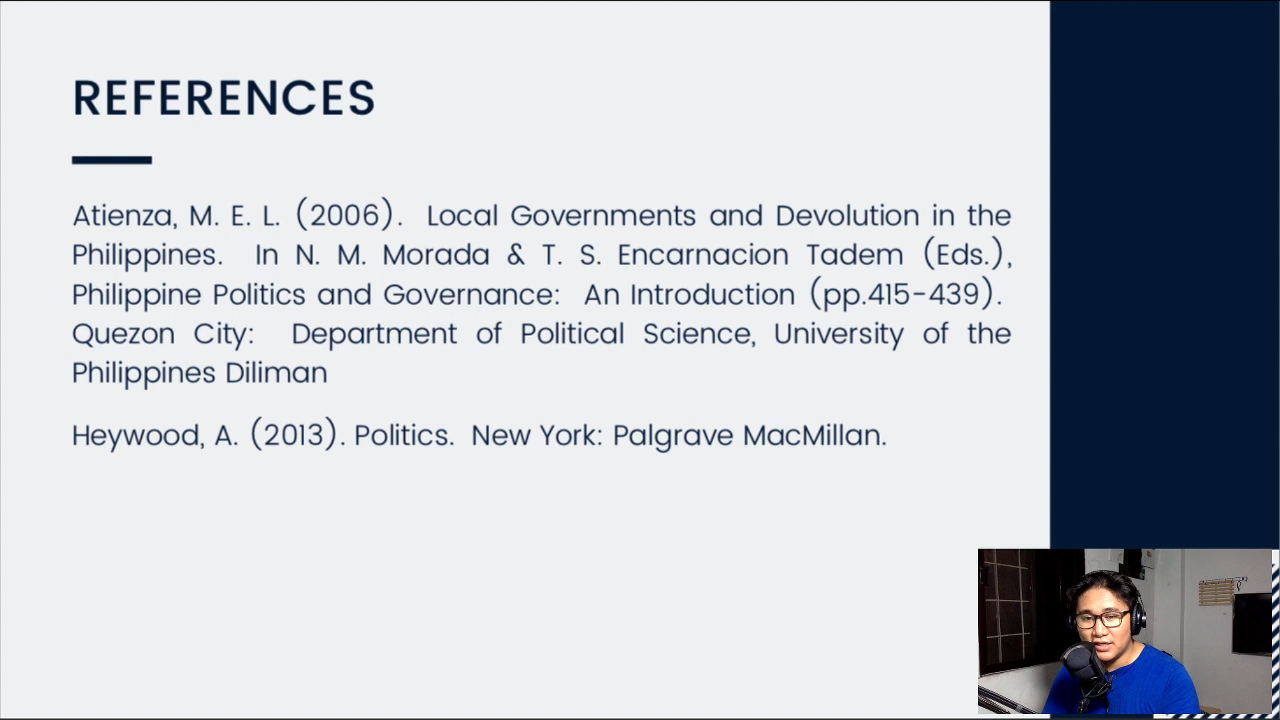 REFERENCES
Atienza, M. E. L. (2006). Local Governments and Devolution in the
Philippines. In N. M. Morada & T. S. Encarnacion Tadem (Eds.),
Philippine Politics and Governance: An Introduction (pp.415-439).
Quezon City: Department of Political Science, University of the
Philippines Diliman
Heywood, A. (2013). Politics. New York: Palgrave MacMillan.